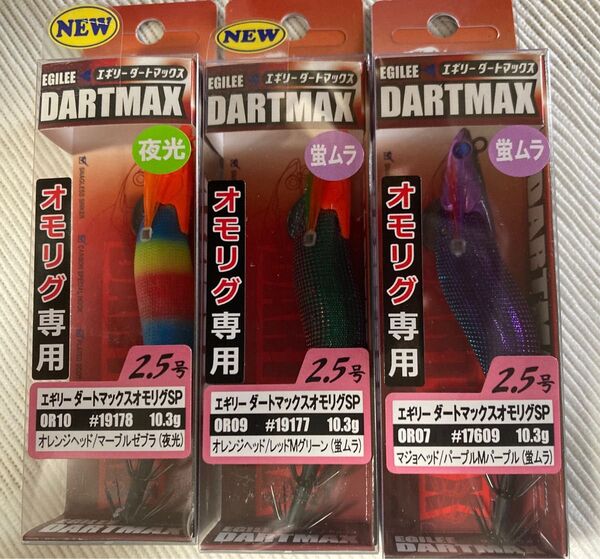 NEW
EGILEE エギリーダートマックス
DARTMAX
夜光
オモリグ専用
2.5号
エギリー ダートマックスオモリグSP
OR10 #19178 10.3g
オレンジヘッド/マーブルゼブラ(夜光)
NEW
EGILEE エギリーダートマックス
DARTMAX
蛍ムラ
オモリグ専用
2.5号
エギリー ダートマックスオモリグSP
OR09 #19177 10.3g
オレンジヘッド/レッドMグリーン(蛍ムラ)
EGILEE
DARTMAX
EGILEE エギリーダートマックス
DARTMAX
蛍ムラ
オモリグ専用
2.5号
エギリー ダートマックスオモリグSP
OR07 #17609 10.3g
マジョヘッド/パープルMパープル(蛍ムラ)
DARTMAX